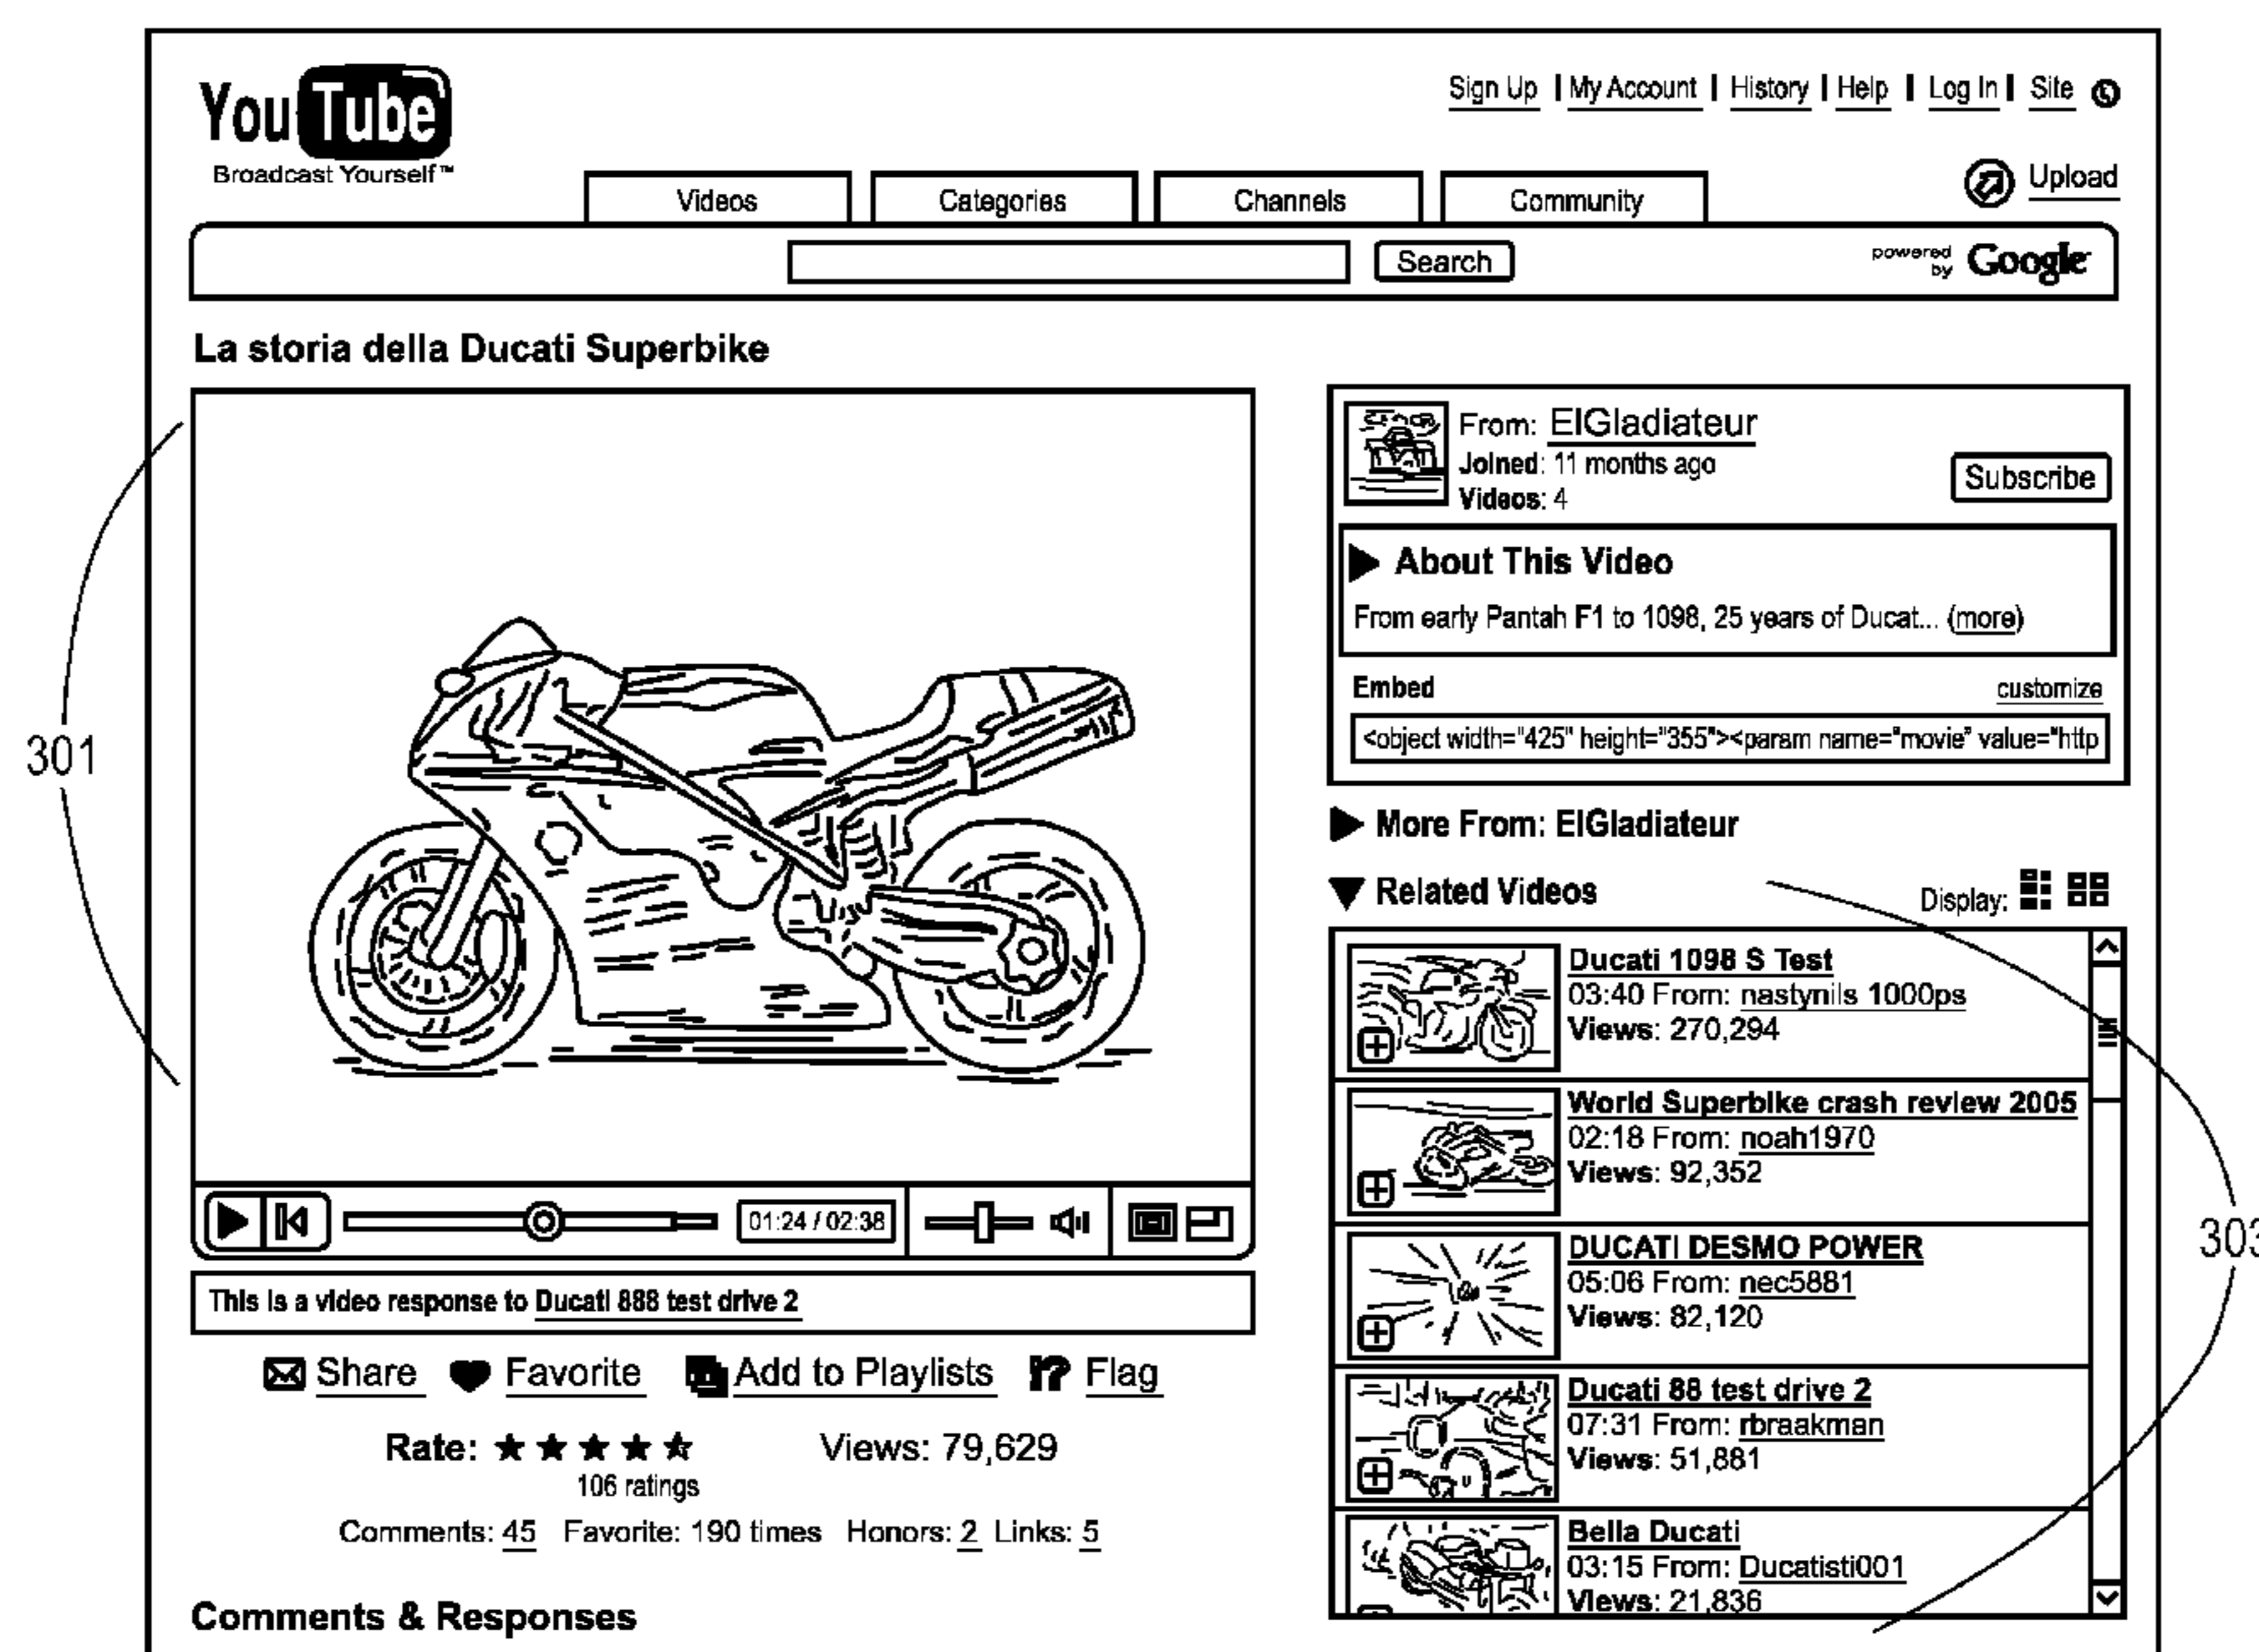 YouTube
Broadcast Yourself™
Sign Up | My Account | History | Help | Log In | Site
Upload
Videos
Categories
Channels
Community
Search
powered by Google
La storia della Ducati Superbike
301
From: ElGladiateur
Joined: 11 months ago
Videos: 4
Subscribe
About This Video
From early Pantah F1 to 1098, 25 years of Ducat... (more)
Embed
customize
<object width="425" height="355"><param name="movie" value="http
More From: ElGladiateur
Related Videos
Display:
Ducati 1098 S Test
03:40 From: nastynils 1000ps
Views: 270,294
World Superbike crash review 2005
02:18 From: noah1970
Views: 92,352
DUCATI DESMO POWER
05:06 From: nec5881
Views: 82,120
Ducati 88 test drive 2
07:31 From: rbraakman
Views: 51,881
Bella Ducati
03:15 From: Ducatisti001
Views: 21,836
303
01:24 / 02:38
This is a video response to Ducati 888 test drive 2
Share
Favorite
Add to Playlists
Flag
Rate:
Views: 79,629
106 ratings
Comments: 45 Favorite: 190 times Honors: 2 Links: 5
Comments & Responses